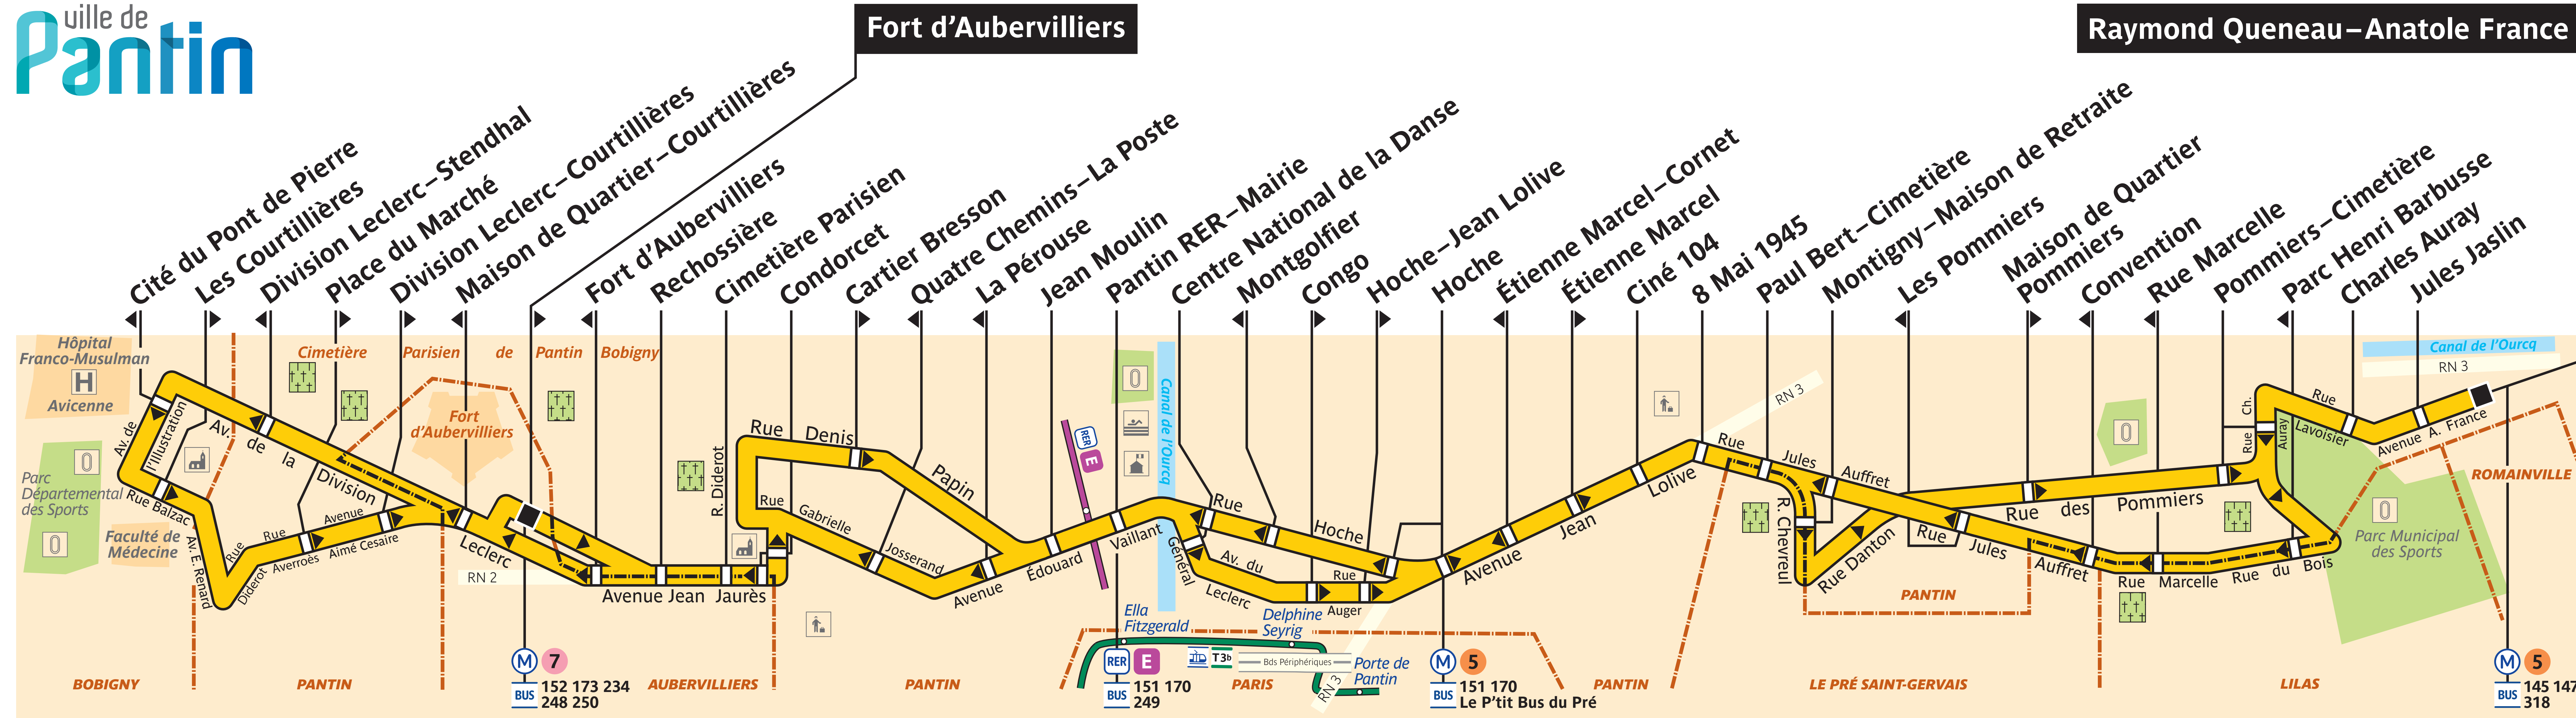 ville de
Pantin
Fort d'Aubervilliers
Raymond Queneau–Anatole France
Cité du Pont de Pierre
Les Courtillières
Division Leclerc–Stendhal
Place du Marché
Division Leclerc–Courtillières
Maison de Quartier–Courtillières
Fort d'Aubervilliers
Rechossière
Cimetière Parisien
Condorcet
Cartier Bresson
Quatre Chemins–La Poste
La Pérouse
Jean Moulin
Pantin RER–Mairie
Centre National de la Danse
Montgolfier
Congo
Hoche–Jean Lolive
Hoche
Étienne Marcel–Cornet
Étienne Marcel
Ciné 104
8 Mai 1945
Paul Bert–Cimetière
Montigny–Maison de Retraite
Les Pommiers
Maison de Quartier
Pommiers
Convention
Rue Marcelle
Pommiers–Cimetière
Parc Henri Barbusse
Charles Auray
Jules Jaslin
Hôpital
Franco-Musulman
H
Avicenne
Cimetière Parisien de Pantin Bobigny
Fort
d'Aubervilliers
Parc
Départemental
des Sports
Faculté de
Médecine
Av. de
l'Illustration
Rue Balzac
Av. E. Renard
Rue
Diderot
Rue
Averroès
Avenue
Aimé Cesaire
Av. de la Division
Leclerc
RN 2
Avenue Jean Jaurès
R. Diderot
Rue Denis Papin
Rue Gabrielle Josserand
Avenue Édouard Vaillant
RER E
Canal de l'Ourcq
Général
Av. du
Leclerc
Rue Hoche
Rue
Auger
Avenue Jean Lolive
RN 3
Rue Jules Auffret
R. Chevreul
Rue Danton
Rue Jules Auffret
Rue des Pommiers
Rue Marcelle
Rue du Bois
Rue Ch. Auray
Rue Lavoisier
Avenue A. France
Canal de l'Ourcq
RN 3
Parc Municipal
des Sports
ROMAINVILLE
PANTIN
Ella
Fitzgerald
Delphine
Seyrig
T3b
Bds Périphériques
Porte de
Pantin
RN 3
BOBIGNY
PANTIN
AUBERVILLIERS
PANTIN
PARIS
PANTIN
LE PRÉ SAINT-GERVAIS
LILAS
M 7
BUS 152 173 234
248 250
RER E
BUS 151 170
249
M 5
BUS 151 170
Le P'tit Bus du Pré
M 5
BUS 145 147
318